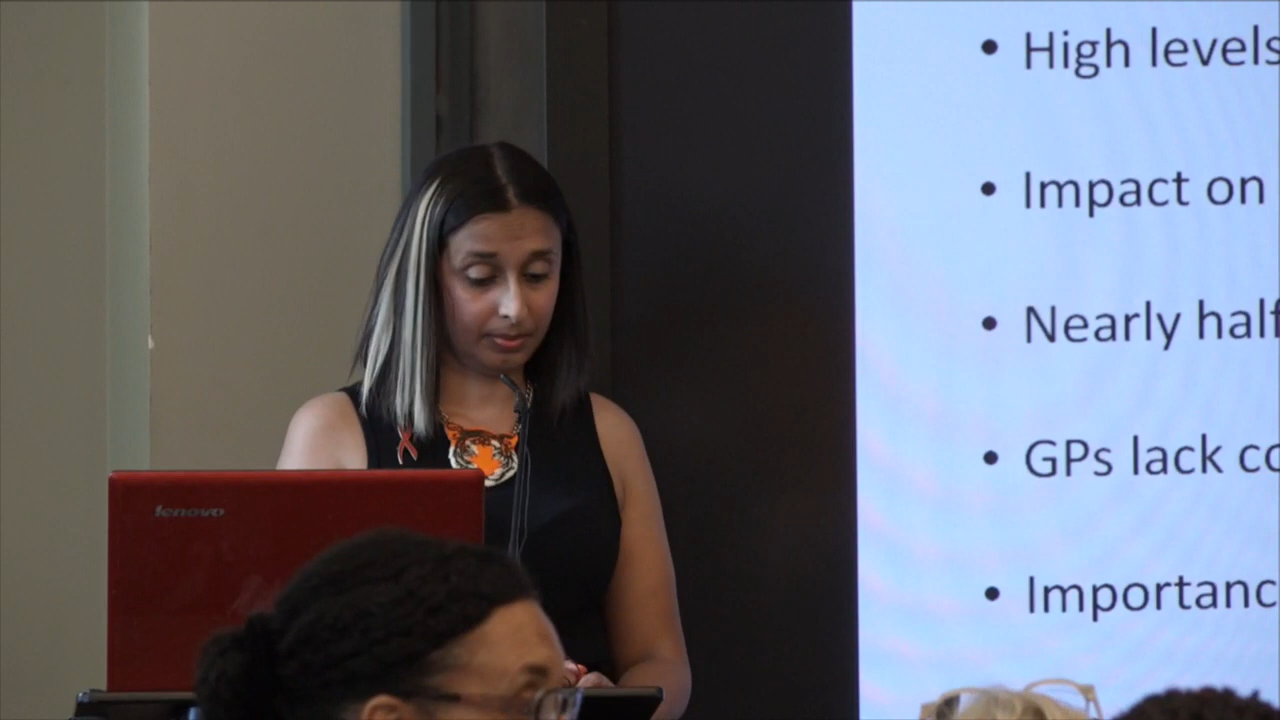 • High levels
• Impact on
• Nearly half
• GPs lack co
• Importanc
lenovo